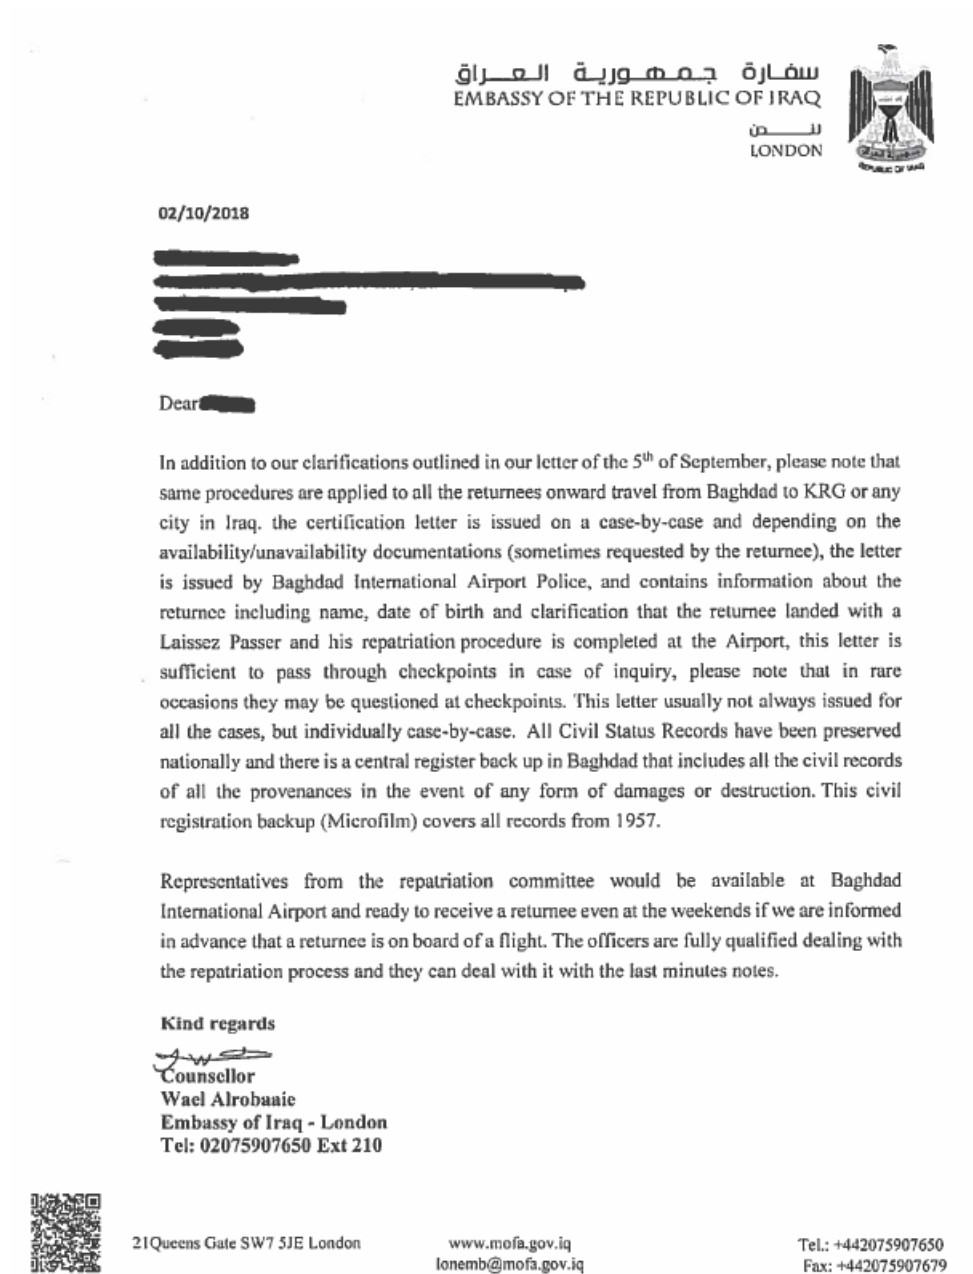 سفارة جمهورية العراق
EMBASSY OF THE REPUBLIC OF IRAQ
لندن
LONDON
REPUBLIC OF IRAQ
02/10/2018
Dear
In addition to our clarifications outlined in our letter of the 5th of September, please note that
same procedures are applied to all the returnees onward travel from Baghdad to KRG or any
city in Iraq. the certification letter is issued on a case-by-case and depending on the
availability/unavailability documentations (sometimes requested by the returnee), the letter
is issued by Baghdad International Airport Police, and contains information about the
returnee including name, date of birth and clarification that the returnee landed with a
Laissez Passer and his repatriation procedure is completed at the Airport, this letter is
sufficient to pass through checkpoints in case of inquiry, please note that in rare
occasions they may be questioned at checkpoints. This letter usually not always issued for
all the cases, but individually case-by-case. All Civil Status Records have been preserved
nationally and there is a central register back up in Baghdad that includes all the civil records
of all the provenances in the event of any form of damages or destruction. This civil
registration backup (Microfilm) covers all records from 1957.
Representatives from the repatriation committee would be available at Baghdad
International Airport and ready to receive a returnee even at the weekends if we are informed
in advance that a returnee is on board of a flight. The officers are fully qualified dealing with
the repatriation process and they can deal with it with the last minutes notes.
Kind regards
Counsellor
Wael Alrobaaie
Embassy of Iraq - London
Tel: 02075907650 Ext 210
21Queens Gate SW7 5JE London
www.mofa.gov.iq
lonemb@mofa.gov.iq
Tel.: +442075907650
Fax: +442075907679